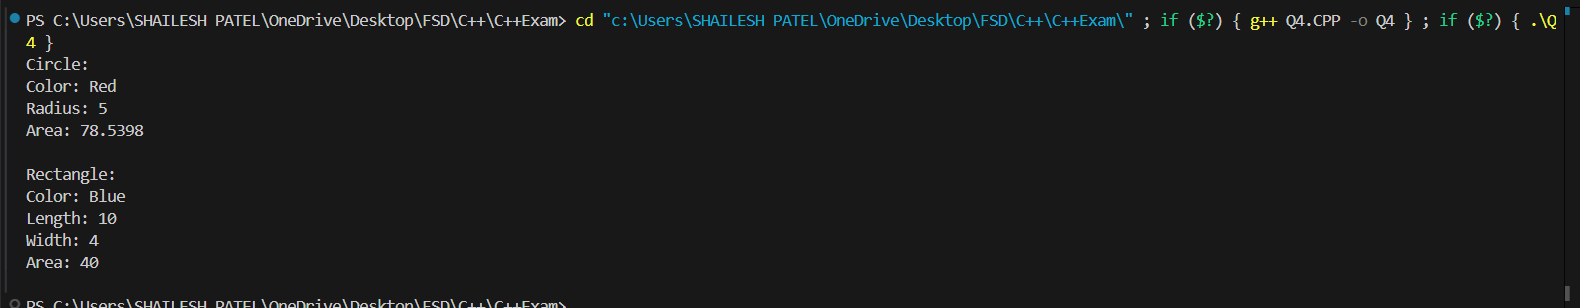 PS C:\Users\SHAILESH PATEL\OneDrive\Desktop\FSD\C++\C++Exam> cd "c:\Users\SHAILESH PATEL\OneDrive\Desktop\FSD\C++\C++Exam\" ; if ($?) { g++ Q4.CPP -o Q4 } ; if ($?) { .\Q
4 }
Circle:
Color: Red
Radius: 5
Area: 78.5398
Rectangle:
Color: Blue
Length: 10
Width: 4
Area: 40
PS C:\Users\SHAILESH PATEL\OneDrive\Desktop\FSD\C++\C++Exam>